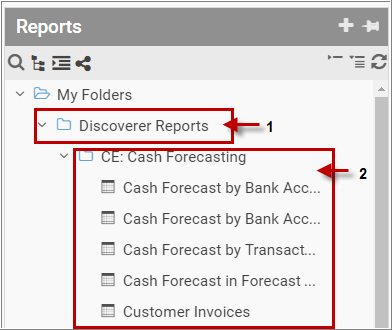 Reports
My Folders
Discoverer Reports
1
CE: Cash Forecasting
2
Cash Forecast by Bank Acc...
Cash Forecast by Bank Acc...
Cash Forecast by Transact...
Cash Forecast in Forecast ...
Customer Invoices